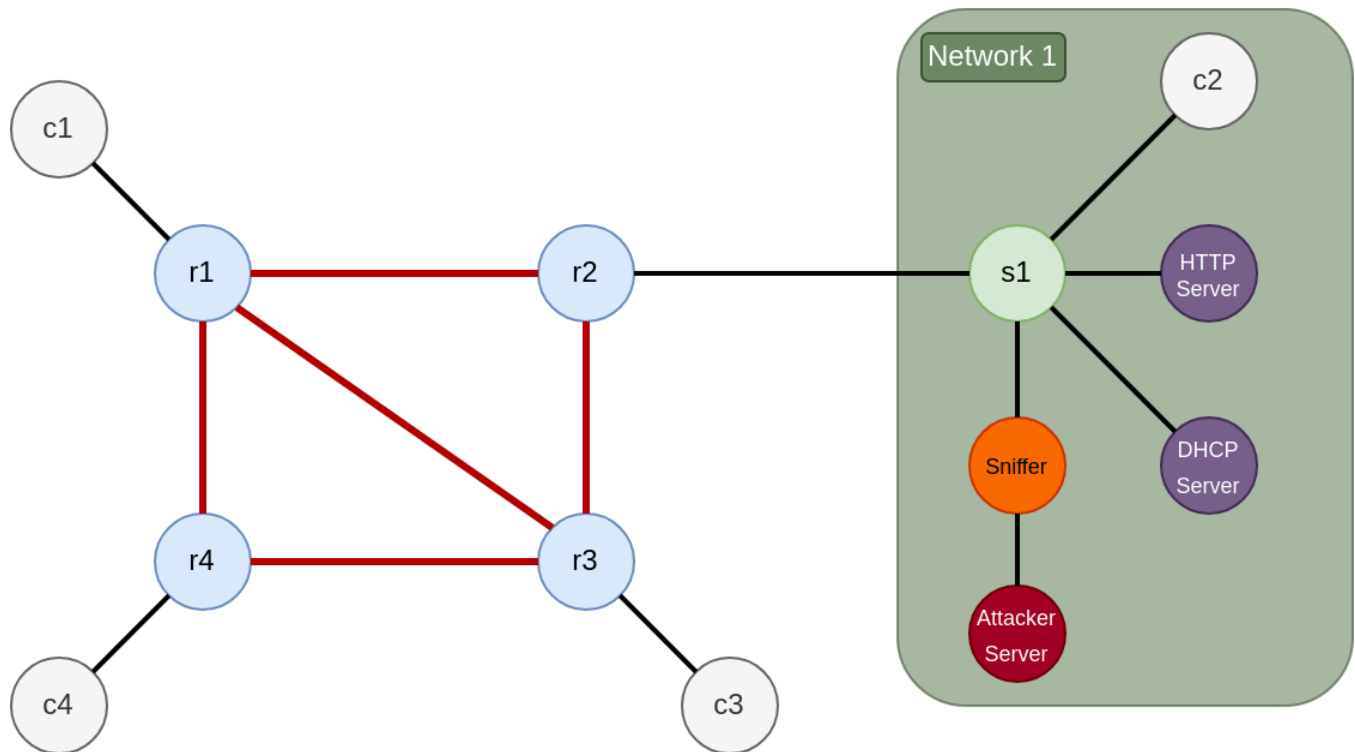 Network 1
c2
c1
r1
r2
s1
HTTP
Server
Sniffer
DHCP
Server
r4
r3
Attacker
Server
c4
c3